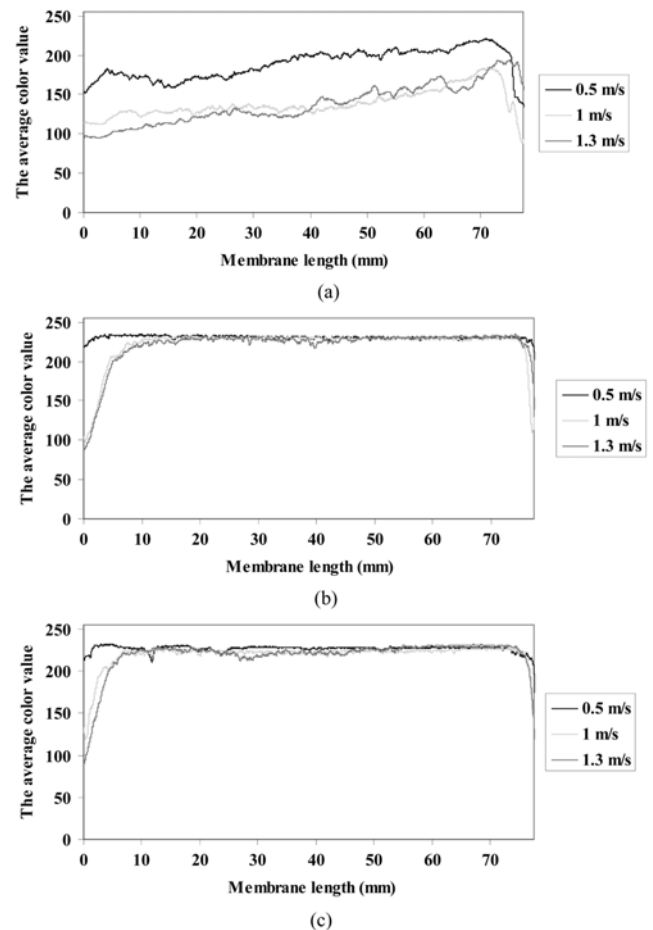 The average color value
250
200
150
100
50
0
0 10 20 30 40 50 60 70
Membrane length (mm)
0.5 m/s
1 m/s
1.3 m/s
(a)
The average color value
250
200
150
100
50
0
0 10 20 30 40 50 60 70
Membrane length (mm)
0.5 m/s
1 m/s
1.3 m/s
(b)
The average color value
250
200
150
100
50
0
0 10 20 30 40 50 60 70
Membrane length (mm)
0.5 m/s
1 m/s
1.3 m/s
(c)